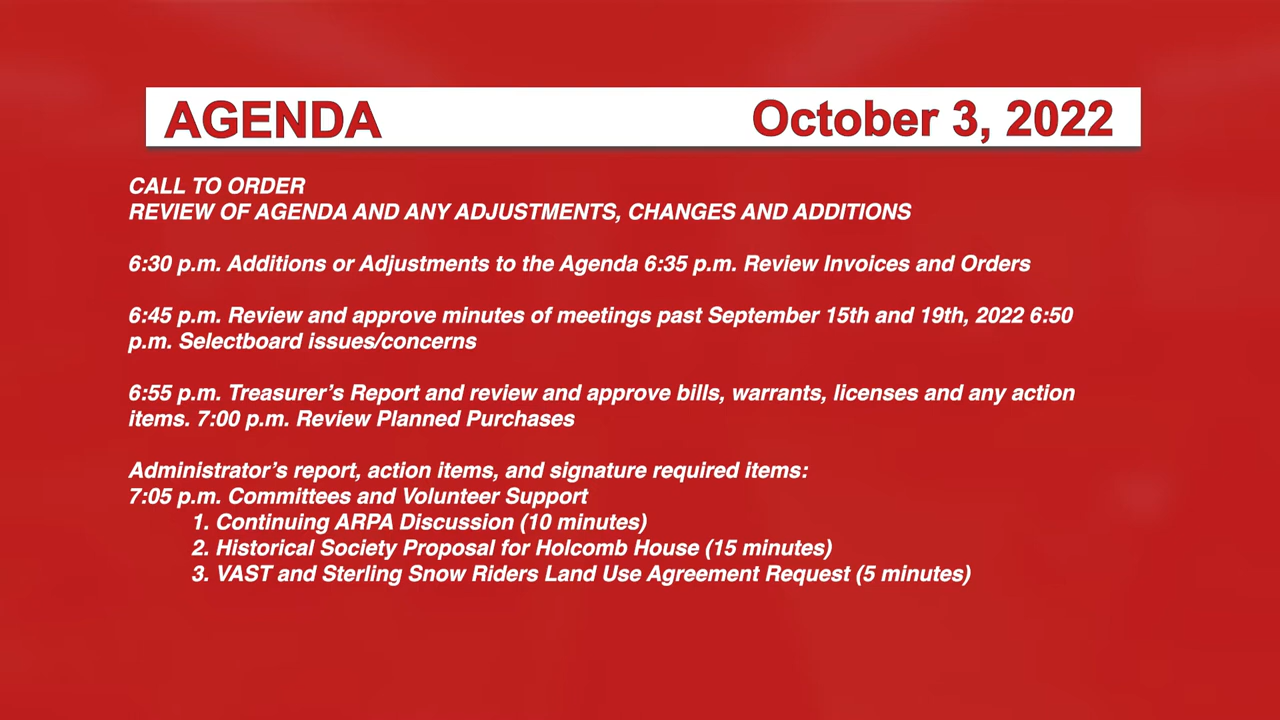 AGENDA October 3, 2022
CALL TO ORDER
REVIEW OF AGENDA AND ANY ADJUSTMENTS, CHANGES AND ADDITIONS
6:30 p.m. Additions or Adjustments to the Agenda 6:35 p.m. Review Invoices and Orders
6:45 p.m. Review and approve minutes of meetings past September 15th and 19th, 2022 6:50
p.m. Selectboard issues/concerns
6:55 p.m. Treasurer’s Report and review and approve bills, warrants, licenses and any action
items. 7:00 p.m. Review Planned Purchases
Administrator’s report, action items, and signature required items:
7:05 p.m. Committees and Volunteer Support
1. Continuing ARPA Discussion (10 minutes)
2. Historical Society Proposal for Holcomb House (15 minutes)
3. VAST and Sterling Snow Riders Land Use Agreement Request (5 minutes)